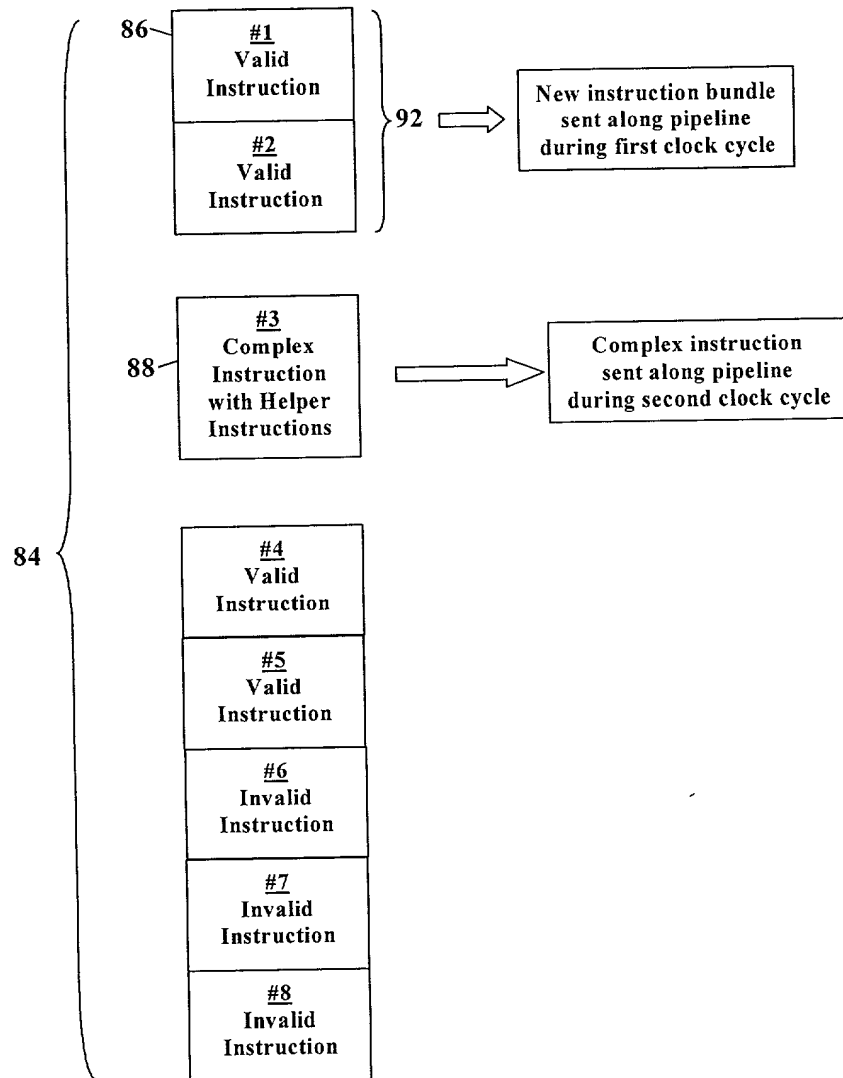 86
#1
Valid
Instruction
#2
Valid
Instruction
92
New instruction bundle
sent along pipeline
during first clock cycle
88
#3
Complex
Instruction
with Helper
Instructions
Complex instruction
sent along pipeline
during second clock cycle
84
#4
Valid
Instruction
#5
Valid
Instruction
#6
Invalid
Instruction
#7
Invalid
Instruction
#8
Invalid
Instruction